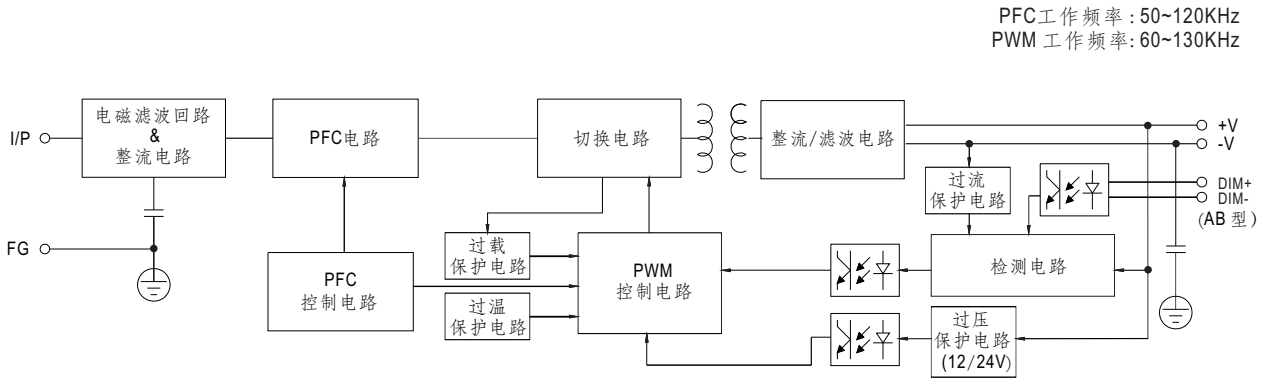 PFC工作频率：50~120KHz
PWM 工作频率：60~130KHz
I/P
电磁滤波回路
&
整流电路
PFC电路
切换电路
整流/滤波电路
+V
-V
过流
保护电路
DIM+
DIM-
(AB 型）
FG
过载
保护电路
PFC
控制电路
PWM
控制电路
检测电路
过温
保护电路
过压
保护电路
(12/24V)